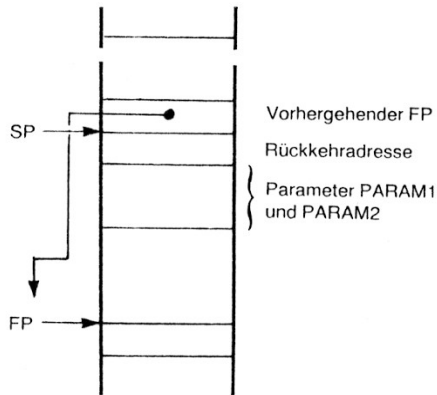 Vorhergehender FP
SP
Rückkehradresse
Parameter PARAM1
und PARAM2
FP